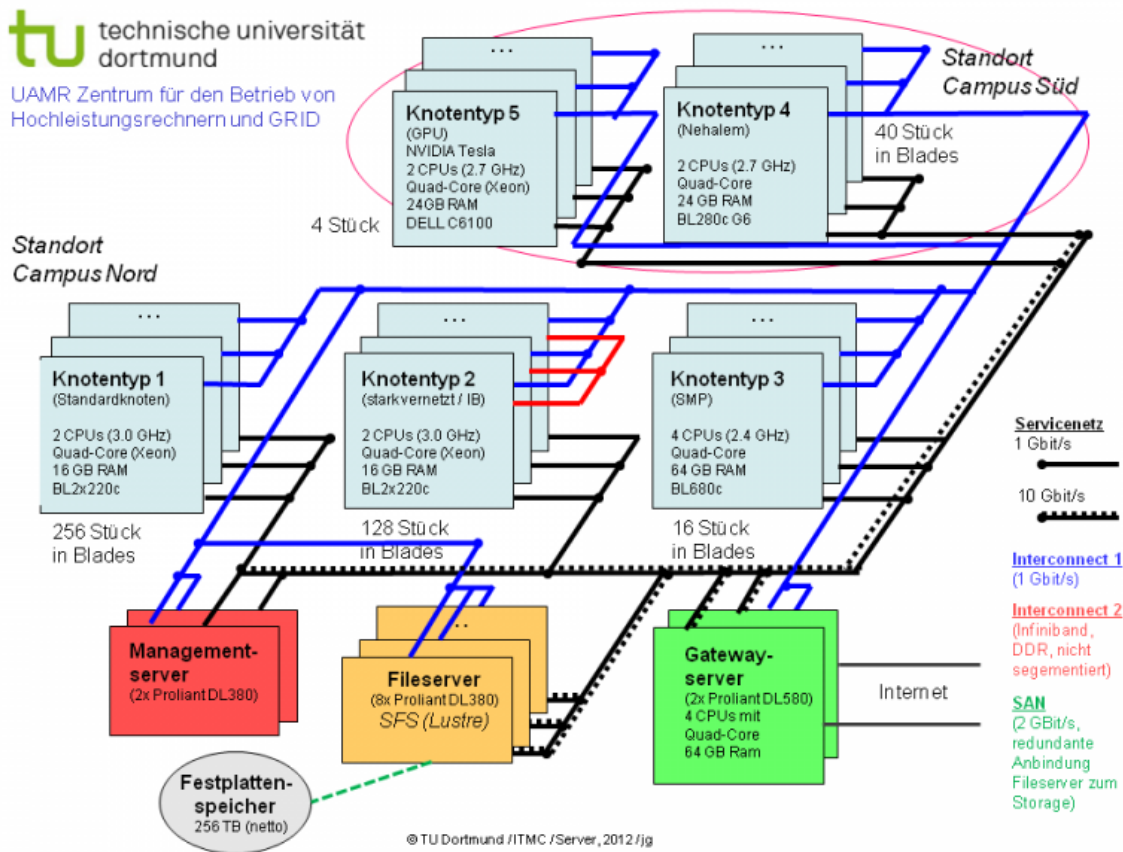 tu technische universität
dortmund
UAMR Zentrum für den Betrieb von
Hochleistungsrechnern und GRID
Standort
Campus Süd
...
Knotentyp 5
(GPU)
NVIDIA Tesla
2 CPUs (2.7 GHz)
Quad-Core (Xeon)
24GB RAM
DELL C6100
4 Stück
...
Knotentyp 4
(Nehalem)
2 CPUs (2.7 GHz)
Quad-Core
24 GB RAM
BL280c G6
40 Stück
in Blades
Standort
Campus Nord
...
Knotentyp 1
(Standardknoten)
2 CPUs (3.0 GHz)
Quad-Core (Xeon)
16 GB RAM
BL2x220c
256 Stück
in Blades
...
Knotentyp 2
(starkvernetzt / IB)
2 CPUs (3.0 GHz)
Quad-Core (Xeon)
16 GB RAM
BL2x220c
128 Stück
in Blades
...
Knotentyp 3
(SMP)
4 CPUs (2.4 GHz)
Quad-Core
64 GB RAM
BL680c
16 Stück
in Blades
Servicenetz
1 Gbit/s
10 Gbit/s
Interconnect 1
(1 Gbit/s)
Interconnect 2
(Infiniband,
DDR, nicht
segementiert)
SAN
(2 GBit/s,
redundante
Anbindung
Fileserver zum
Storage)
Management-
server
(2x Proliant DL380)
..
Fileserver
(8x Proliant DL380)
SFS (Lustre)
Gateway-
server
(2x Proliant DL580)
4 CPUs mit
Quad-Core
64 GB Ram
Internet
Festplatten-
speicher
256 TB (netto)
© TU Dortmund /ITMC /Server, 2012 /jg